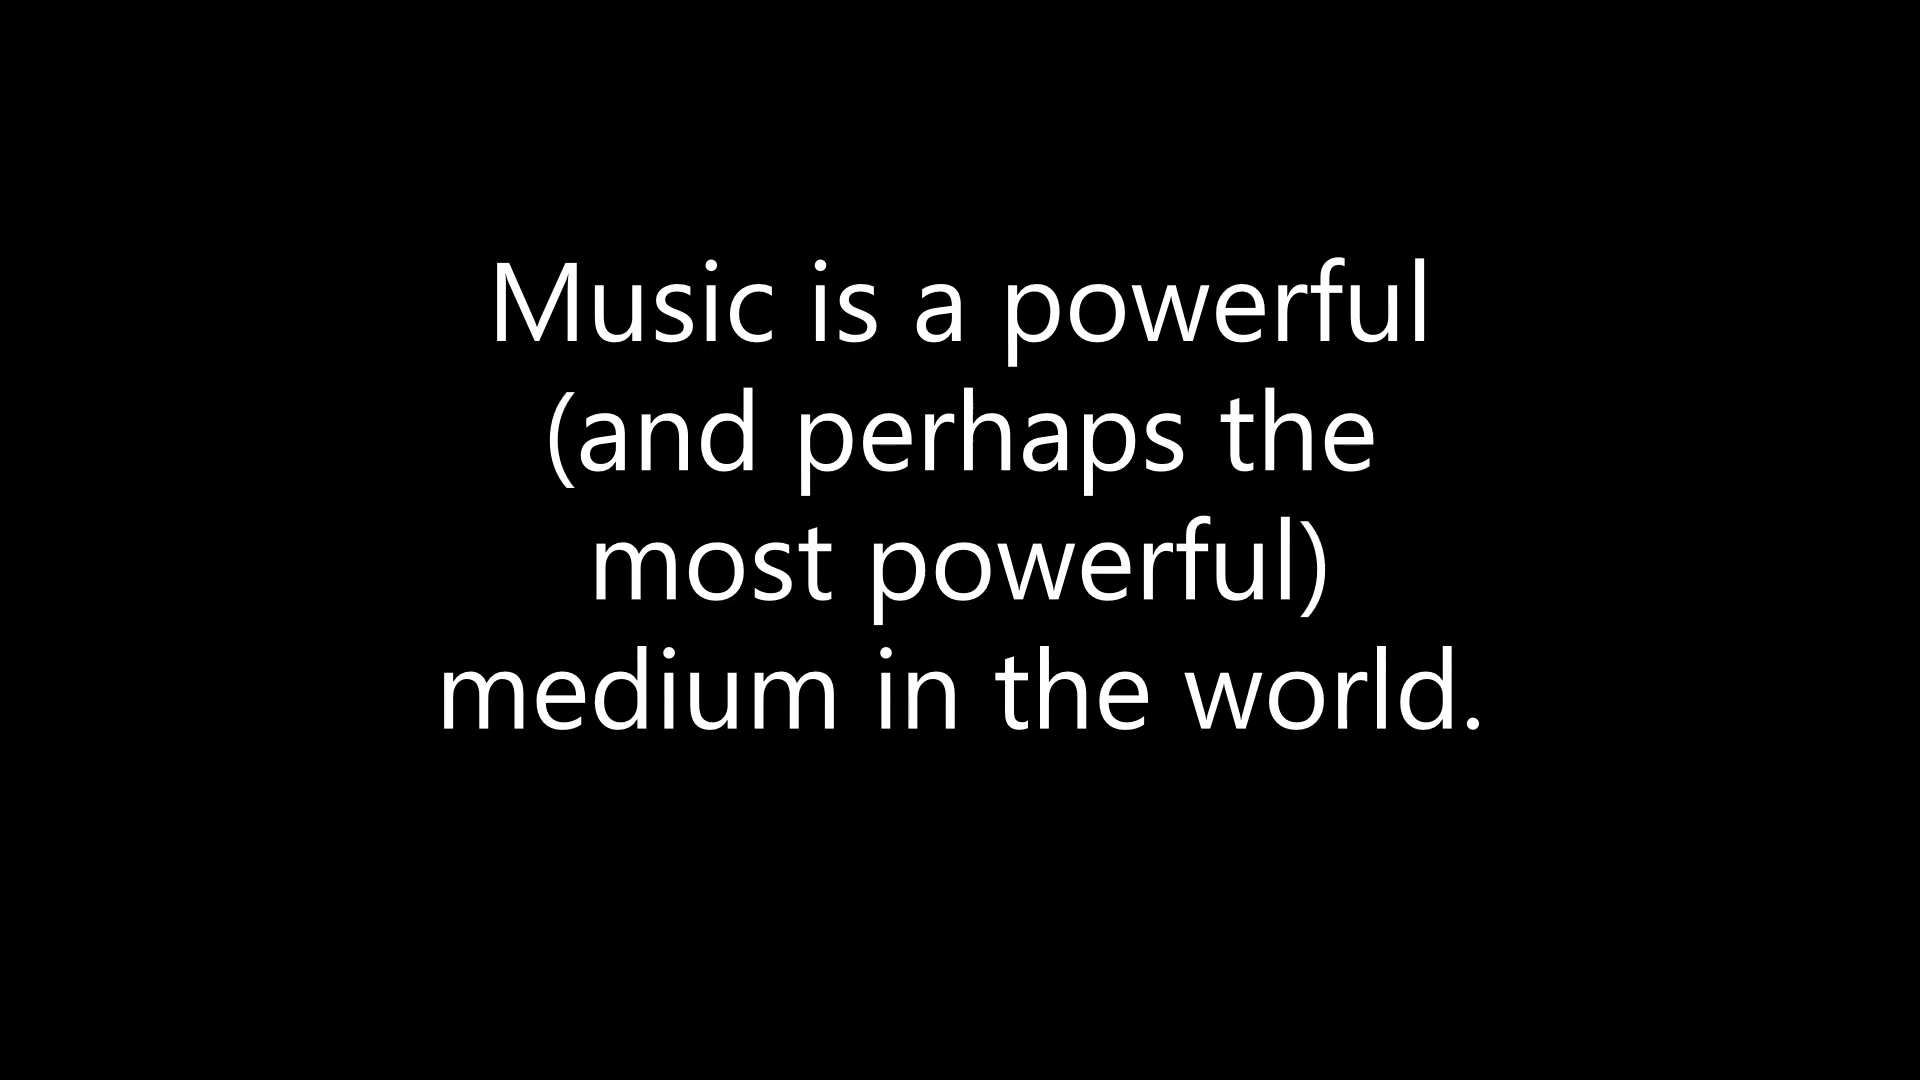 Music is a powerful
(and perhaps the
most powerful)
medium in the world.